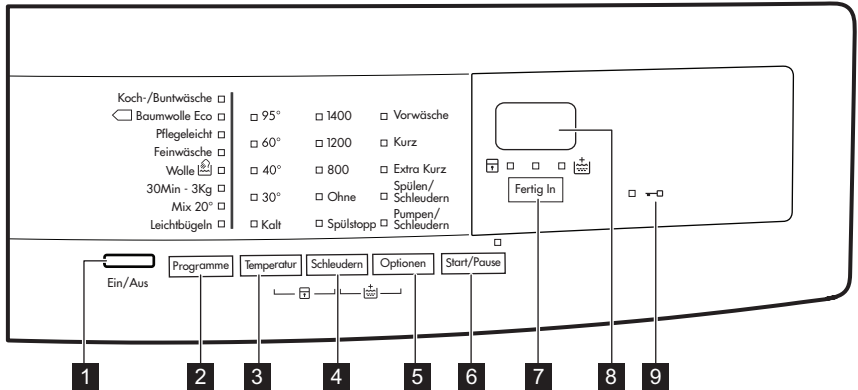 Koch-/Buntwäsche
Baumwolle Eco
Pflegeleicht
Feinwäsche
Wolle
30Min - 3Kg
Mix 20°
Leichtbügeln
95°
60°
40°
30°
Kalt
1400
1200
800
Ohne
Spülstopp
Vorwäsche
Kurz
Extra Kurz
Spülen/
Schleudern
Pumpen/
Schleudern
Fertig In
Ein/Aus
Programme
Temperatur
Schleudern
Optionen
Start/Pause
1
2
3
4
5
6
7
8
9